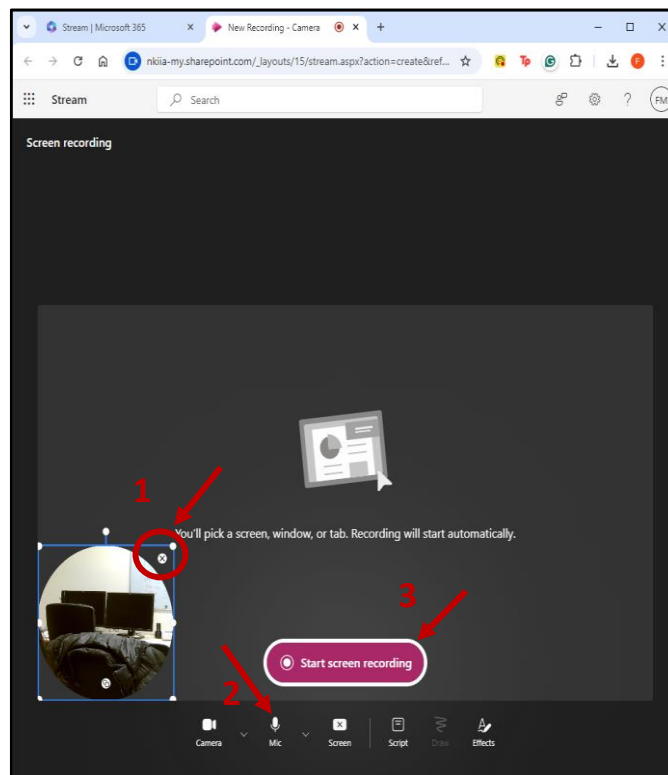 Stream | Microsoft 365
New Recording - Camera
nkiia-my.sharepoint.com/_layouts/15/stream.aspx?action=create&ref...
Tp
G
F
Stream
Search
?
FM
Screen recording
1
You'll pick a screen, window, or tab. Recording will start automatically.
3
Start screen recording
2
Camera
Mic
Screen
Script
Draw
Effects